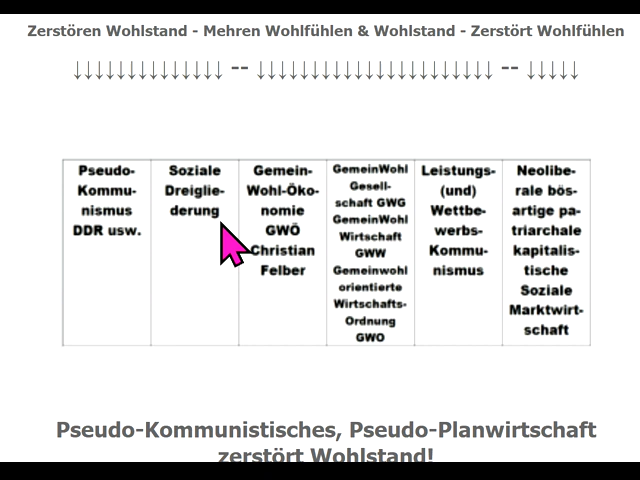 Zerstören Wohlstand - Mehren Wohlfühlen & Wohlstand - Zerstört Wohlfühlen
↓↓↓↓↓↓↓↓↓↓↓↓↓↓ -- ↓↓↓↓↓↓↓↓↓↓↓↓↓↓↓↓↓↓↓↓↓↓ -- ↓↓↓↓↓
Pseudo-
Kommu-
nismus
DDR usw.
Soziale
Dreiglie-
derung
Gemein-
Wohl-Öko-
nomie
GWÖ
Christian
Felber
GemeinWohl
Gesell-
schaft GWG
GemeinWohl
Wirtschaft
GWW
Gemeinwohl
orientierte
Wirtschafts-
Ordnung
GWO
Leistungs-
(und)
Wettbe-
werbs-
Kommu-
nismus
Neolibe-
rale bös-
artige pa-
triarchale
kapitalis-
tische
Soziale
Marktwirt-
schaft
Pseudo-Kommunistisches, Pseudo-Planwirtschaft
zerstört Wohlstand!